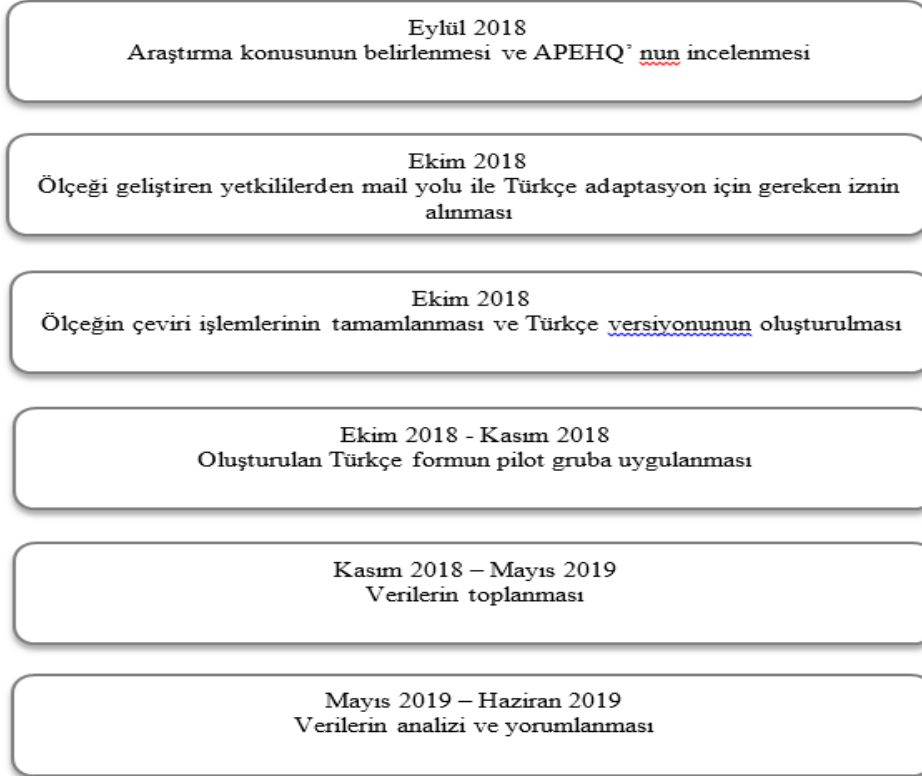 Eylül 2018
Araştırma konusunun belirlenmesi ve APEHQ’ nun incelenmesi
Ekim 2018
Ölçeği geliştiren yetkililerden mail yolu ile Türkçe adaptasyon için gereken iznin
alınması
Ekim 2018
Ölçeğin çeviri işlemlerinin tamamlanması ve Türkçe versiyonunun oluşturulması
Ekim 2018 - Kasım 2018
Oluşturulan Türkçe formun pilot gruba uygulanması
Kasım 2018 – Mayıs 2019
Verilerin toplanması
Mayıs 2019 – Haziran 2019
Verilerin analizi ve yorumlanması